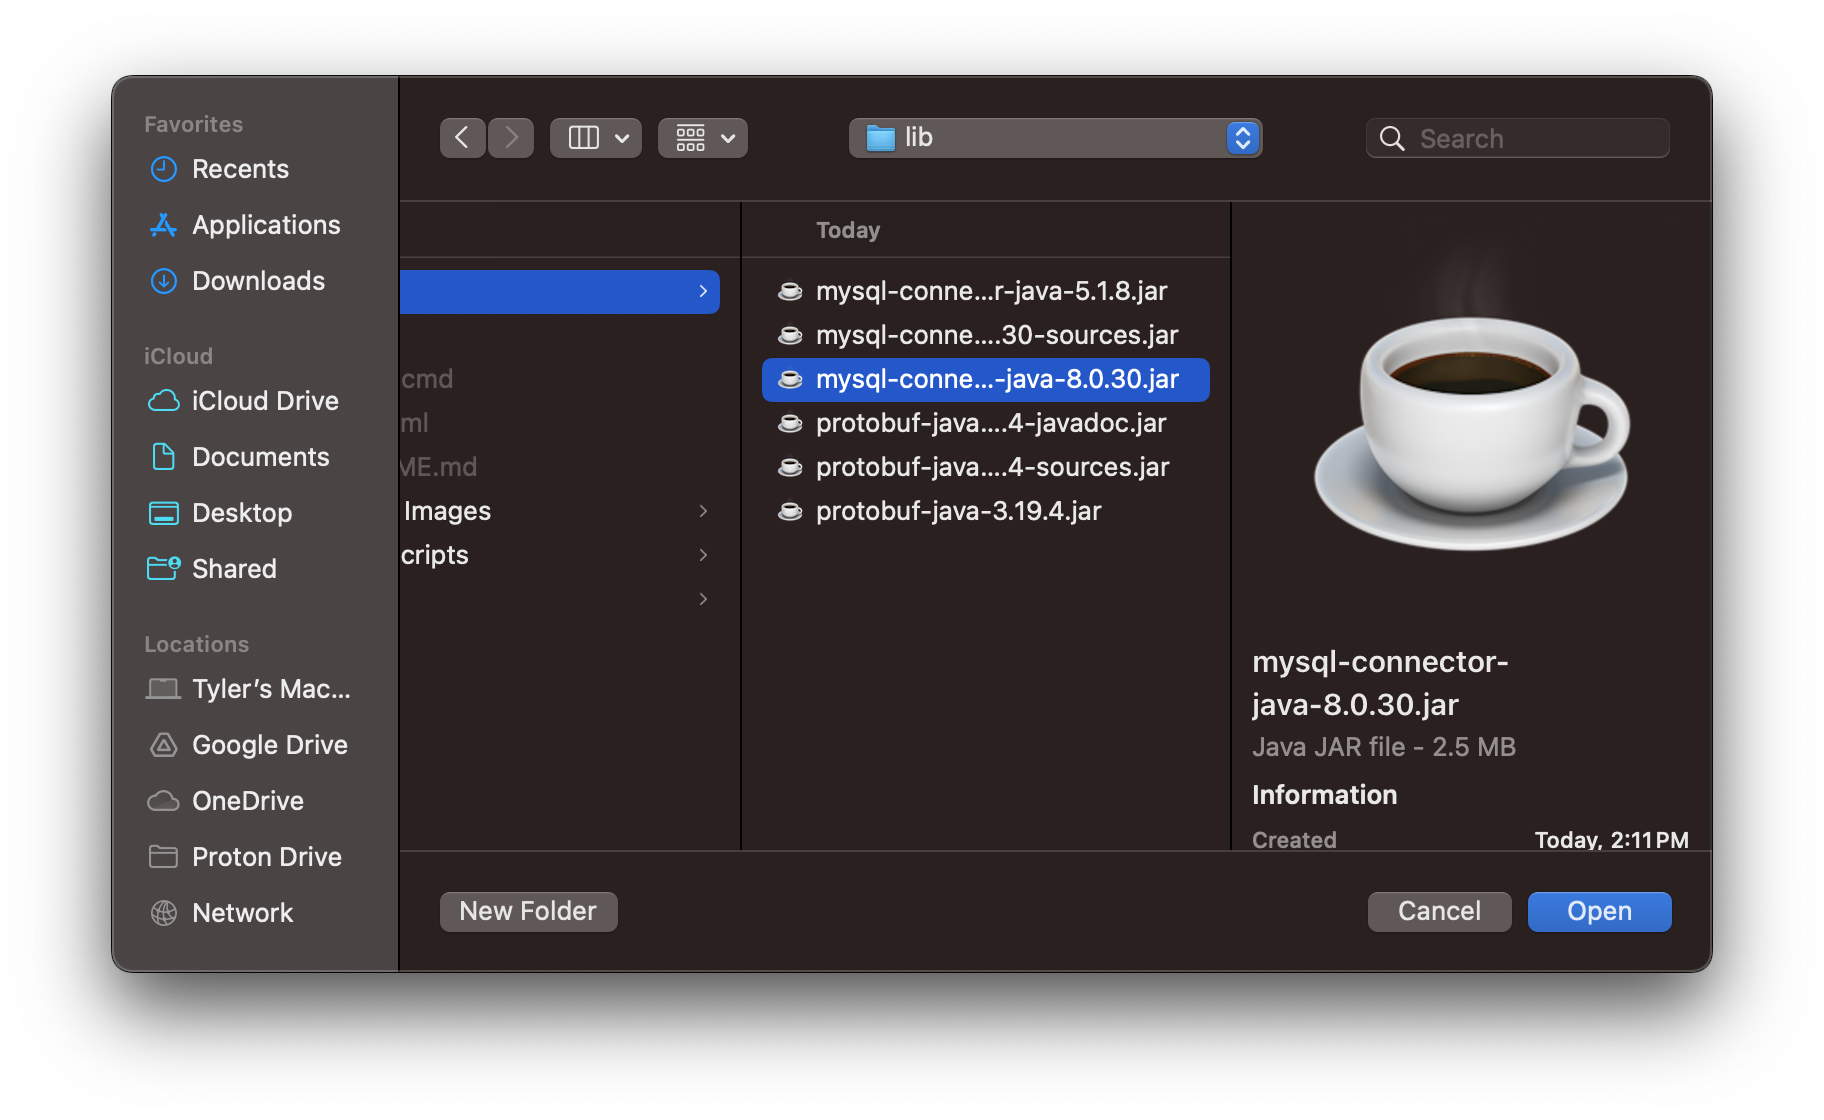 Favorites
Recents
Applications
Downloads
iCloud
iCloud Drive
Documents
Desktop
Shared
Locations
Tyler's Mac...
Google Drive
OneDrive
Proton Drive
Network
lib
Search
cmd
ml
ME.md
Images
cripts
Today
mysql-conne...r-java-5.1.8.jar
mysql-conne....30-sources.jar
mysql-conne...-java-8.0.30.jar
protobuf-java....4-javadoc.jar
protobuf-java....4-sources.jar
protobuf-java-3.19.4.jar
mysql-connector-
java-8.0.30.jar
Java JAR file - 2.5 MB
Information
Created Today, 2:11 PM
New Folder
Cancel
Open